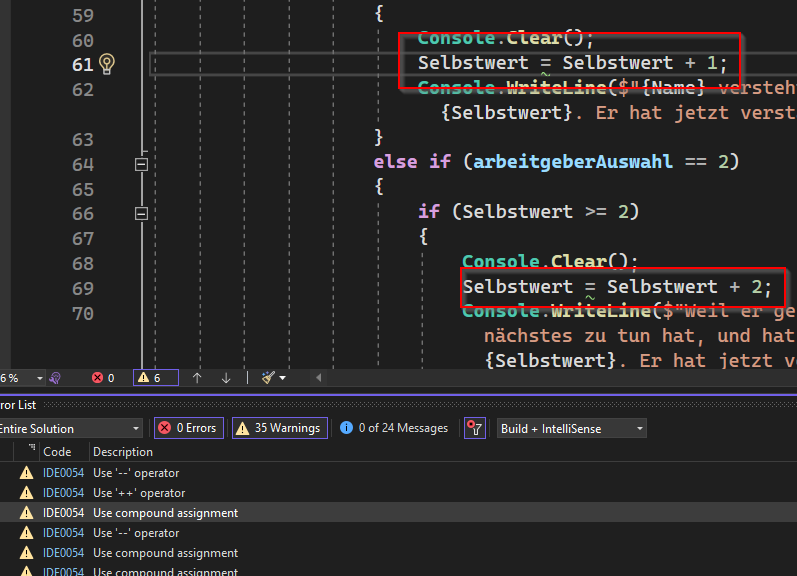 59 {
60 Console.Clear();
61 Selbstwert = Selbstwert + 1;
62 Console.WriteLine($"{Name} versteh
{Selbstwert}. Er hat jetzt verst
63 }
64 else if (arbeitgeberAuswahl == 2)
65 {
66 if (Selbstwert >= 2)
67 {
68 Console.Clear();
69 Selbstwert = Selbstwert + 2;
70 Console.WriteLine($"Weil er ge
nächstes zu tun hat, und hat
{Selbstwert}. Er hat jetzt v
6% 0 6
ror List
Entire Solution 0 Errors 35 Warnings 0 of 24 Messages Build + IntelliSense
Code Description
IDE0054 Use '--' operator
IDE0054 Use '++' operator
IDE0054 Use compound assignment
IDE0054 Use '--' operator
IDE0054 Use compound assignment
IDE0054 Use compound assignment